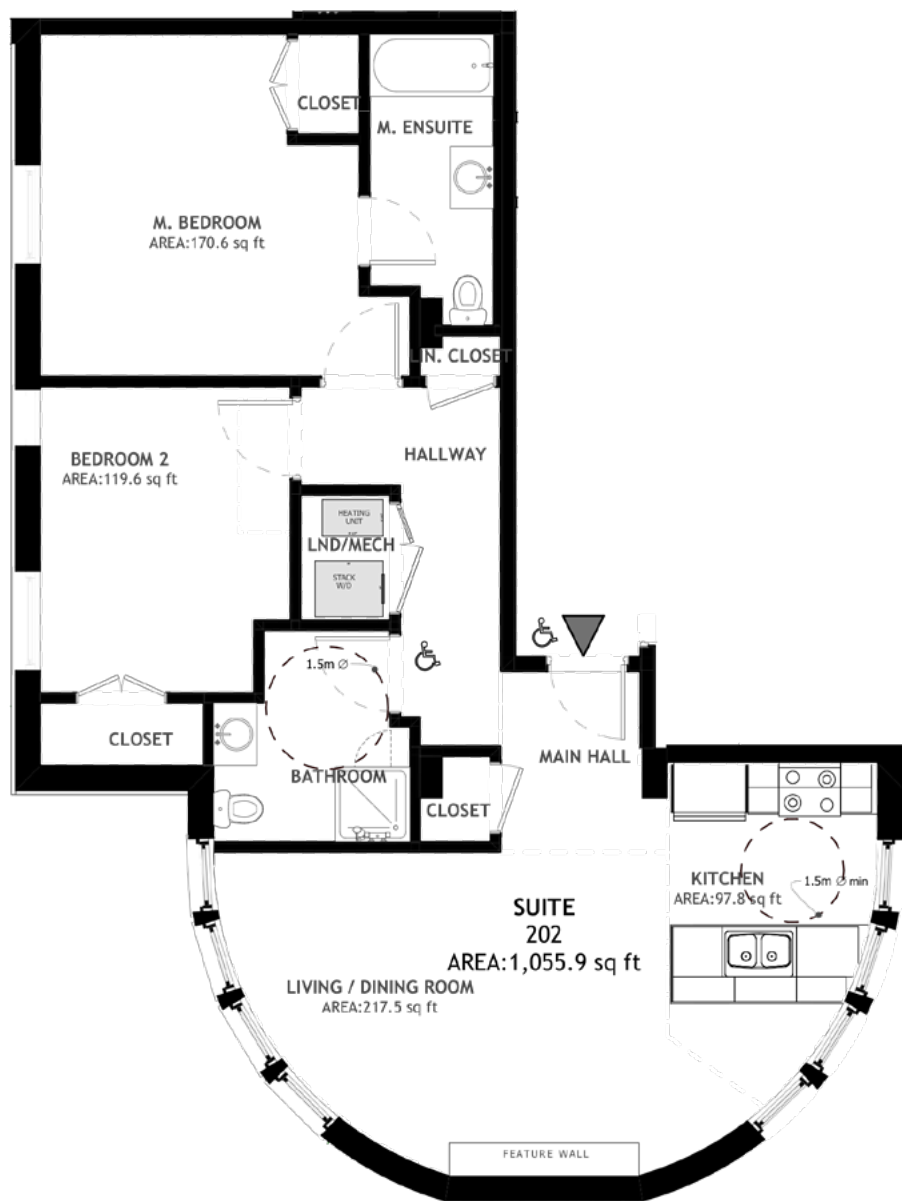 CLOSET
M. ENSUITE
M. BEDROOM
AREA:170.6 sq ft
LIN. CLOSET
HALLWAY
BEDROOM 2
AREA:119.6 sq ft
HEATING
UNIT
LND/MECH
STACK
W/D
1.5m ∅
CLOSET
BATHROOM
MAIN HALL
CLOSET
KITCHEN
AREA:97.8 sq ft
1.5m ∅ min
SUITE
202
AREA:1,055.9 sq ft
LIVING / DINING ROOM
AREA:217.5 sq ft
FEATURE WALL